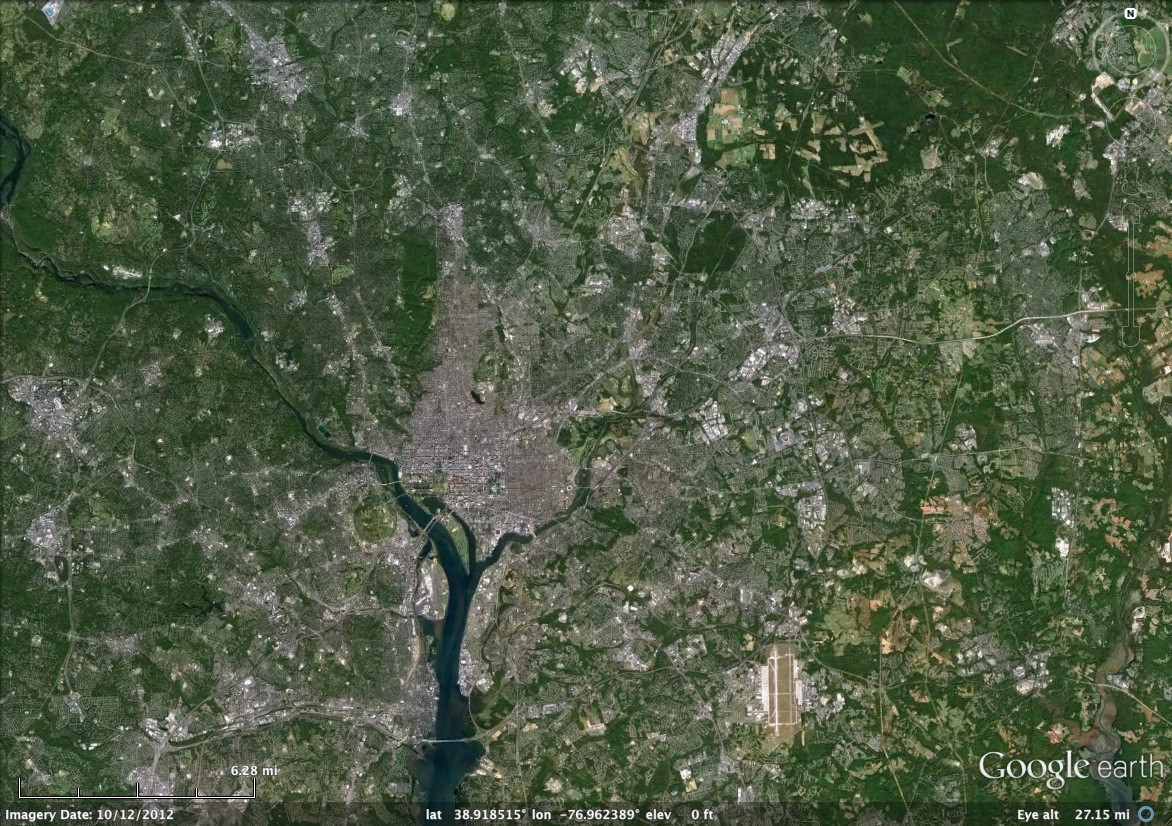 N
6.28 mi
Google earth
Imagery Date: 10/12/2012 lat 38.918515° lon -76.962389° elev 0 ft Eye alt 27.15 mi